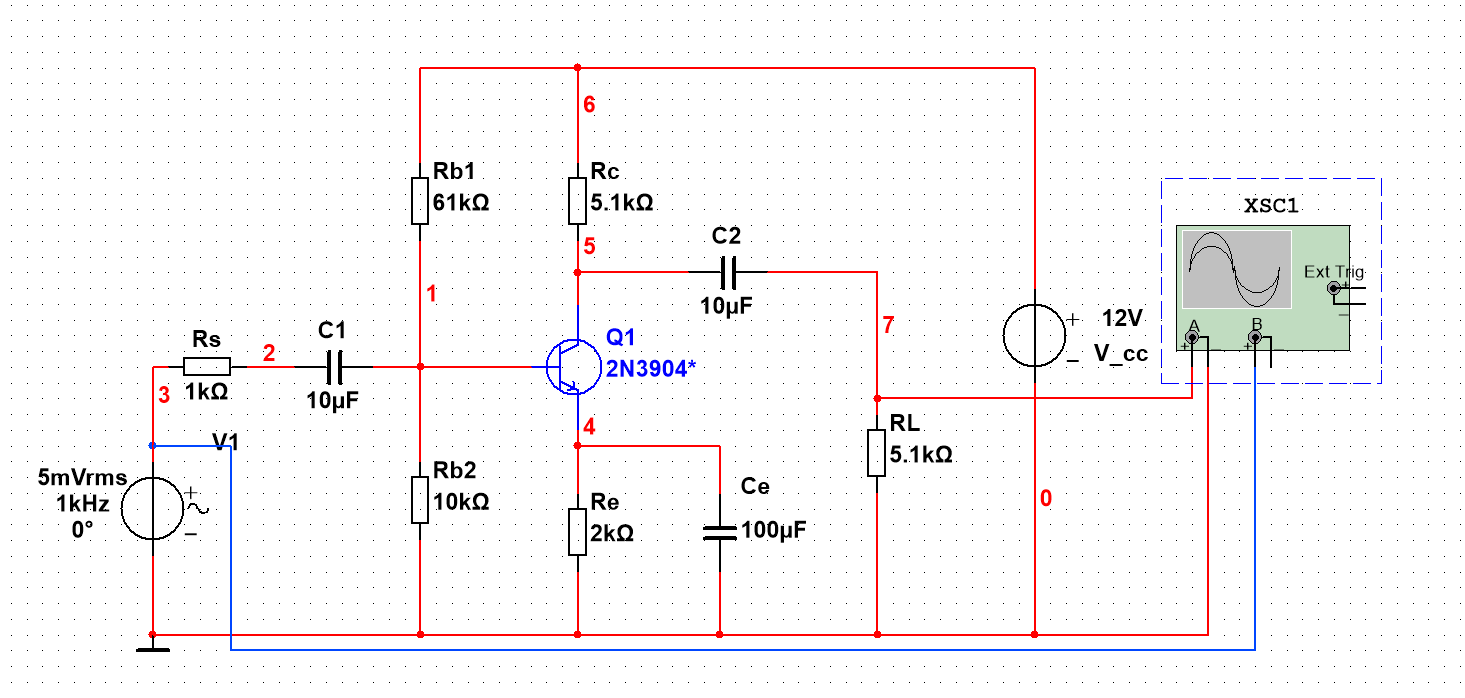 6
Rb1
61kΩ
Rc
5.1kΩ
XSC1
C2
5
10µF
Ext Trig
+
_
1
7
12V
+
V_cc
_
A
B
+
_
+
_
Rs
2
C1
Q1
2N3904*
3
1kΩ
10µF
4
RL
5.1kΩ
V1
5mVrms
1kHz
0°
+
_
Rb2
10kΩ
Ce
Re
2kΩ
100µF
0